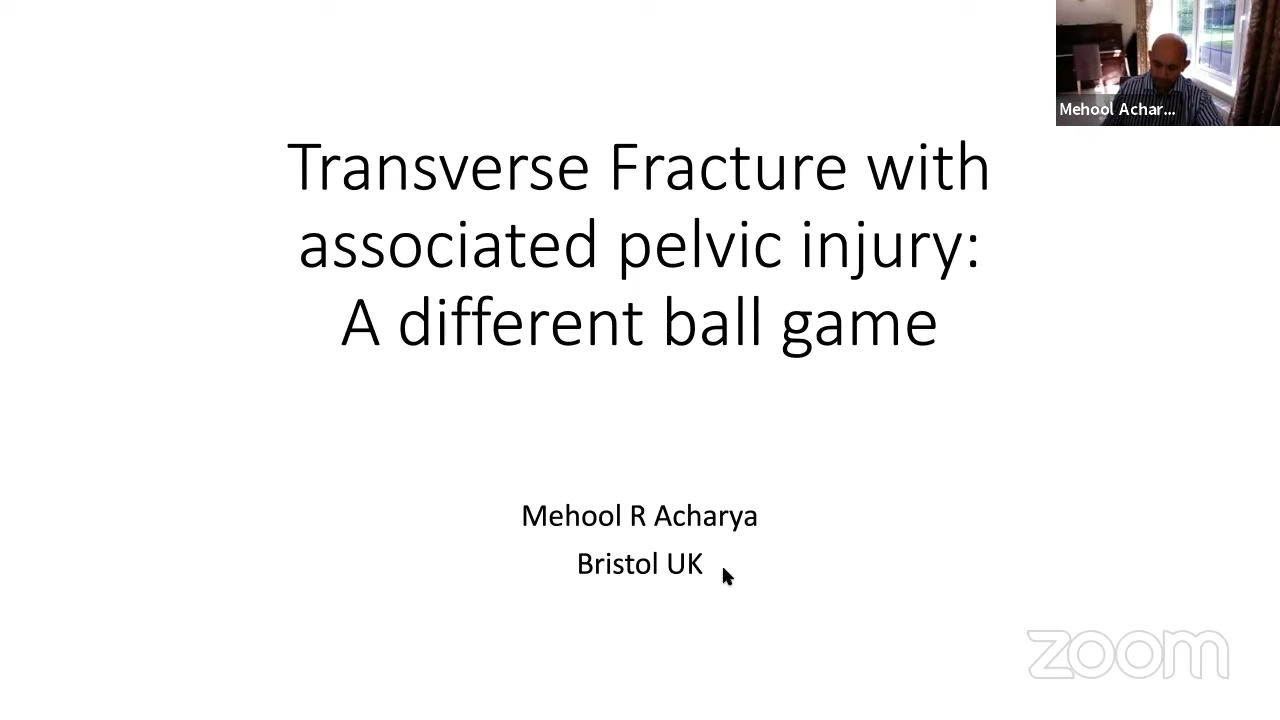 Mehool Achar...
Transverse Fracture with
associated pelvic injury:
A different ball game
Mehool R Acharya
Bristol UK
zoom